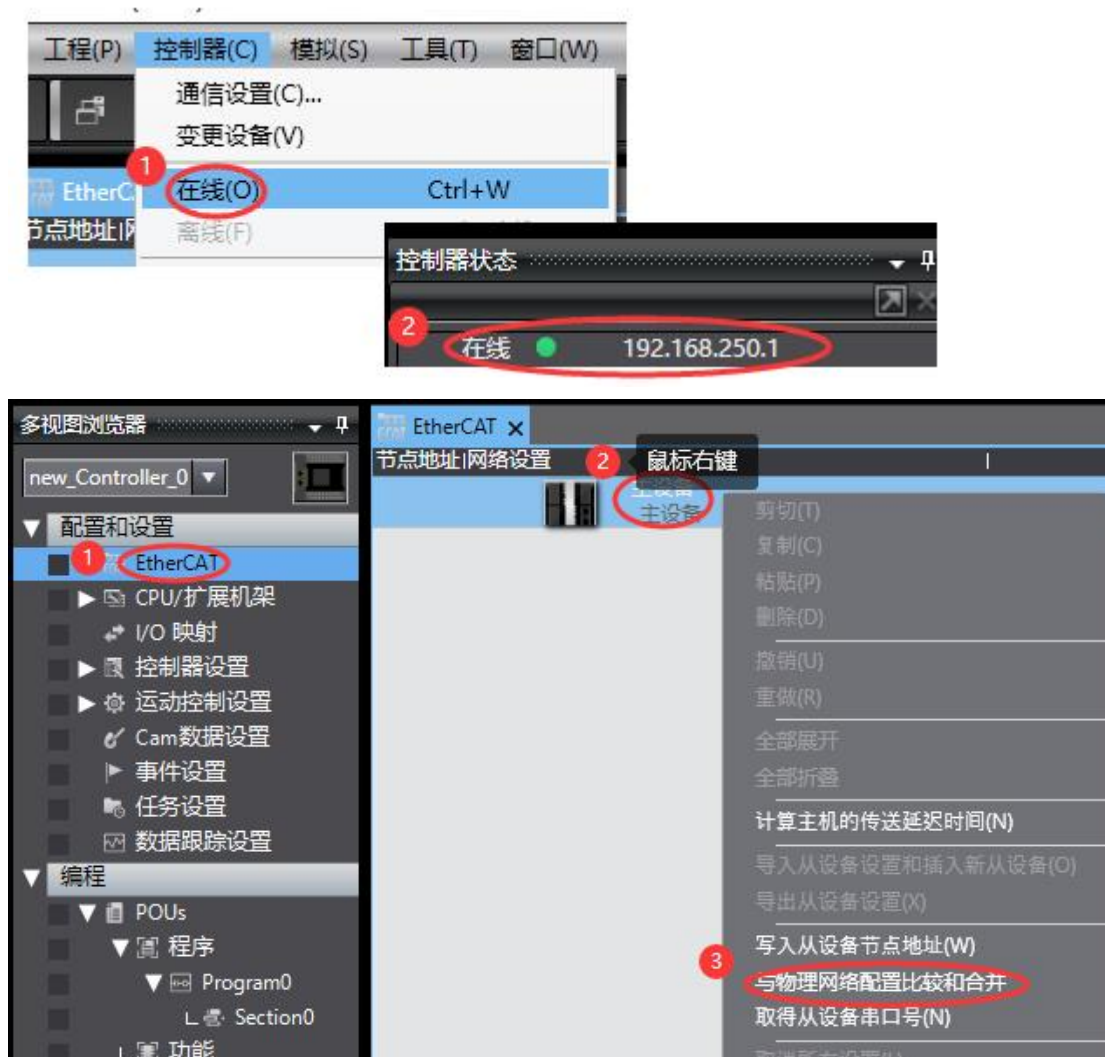 工程(P) 控制器(C) 模拟(S) 工具(T) 窗口(W)
通信设置(C)...
变更设备(V)
1
EtherC
在线(O) Ctrl+W
节点地址|网
离线(F)
控制器状态
2
在线 192.168.250.1
多视图浏览器
new_Controller_0
配置和设置
1 EtherCAT
CPU/扩展机架
I/O 映射
控制器设置
运动控制设置
Cam数据设置
事件设置
任务设置
数据跟踪设置
编程
POUs
程序
Program0
Section0
功能
EtherCAT
节点地址|网络设置 2 鼠标右键
主设备
主设备
剪切(T)
复制(C)
粘贴(P)
删除(D)
撤销(U)
重做(R)
全部展开
全部折叠
计算主机的传送延迟时间(N)
导入从设备设置和插入新从设备(O)
导出从设备设置(X)
写入从设备节点地址(W)
3
与物理网络配置比较和合并
取得从设备串口号(N)